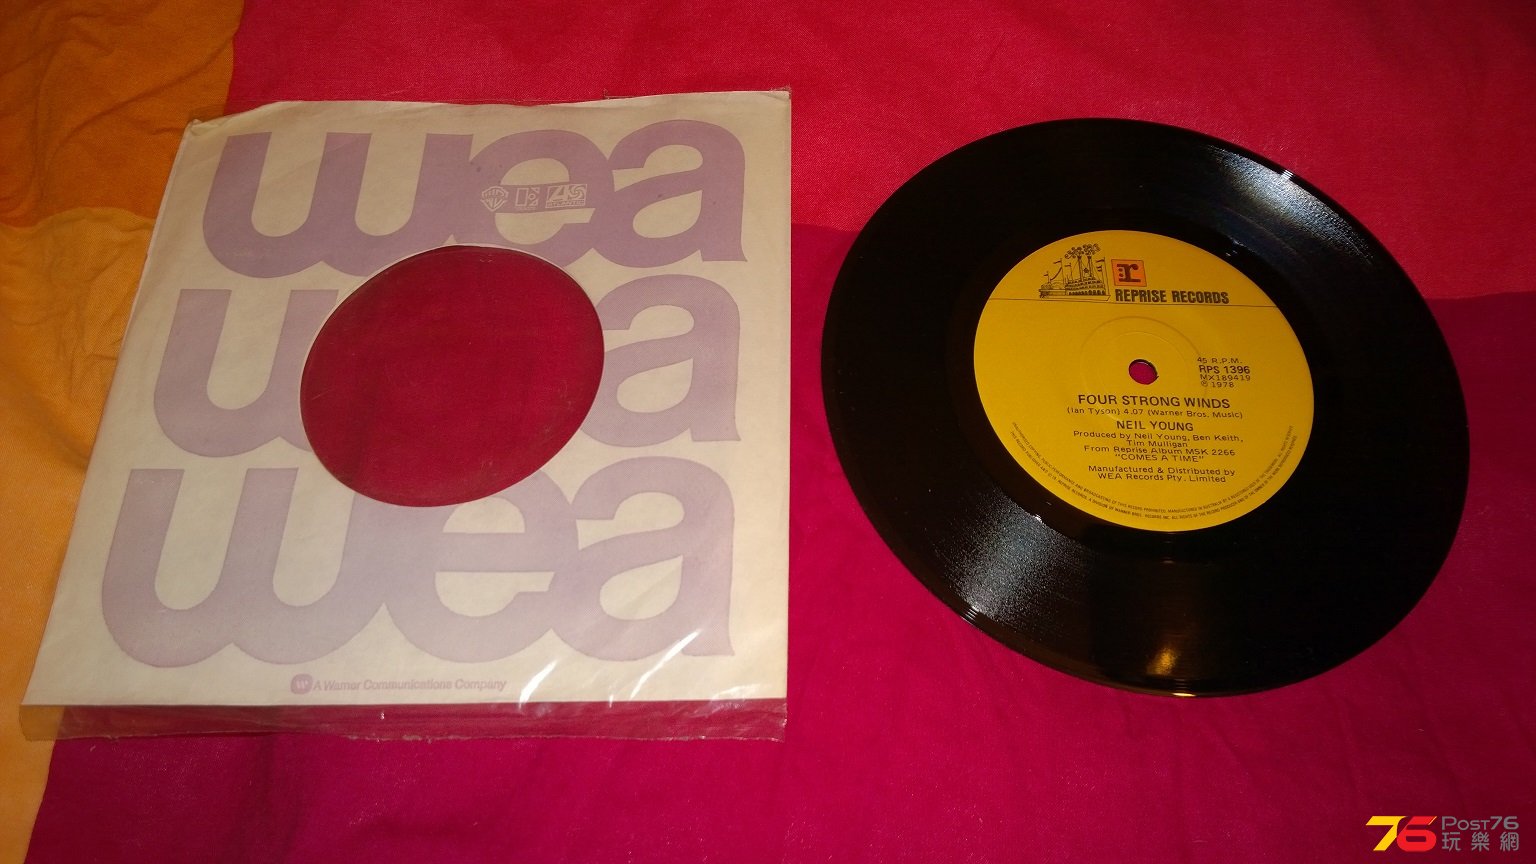 wea
wea
wea
A Warner Communications Company
r
REPRISE RECORDS
45 R.P.M.
RPS 1396
MX189419
℗ 1978
FOUR STRONG WINDS
(Ian Tyson) 4.07 (Warner Bros. Music)
NEIL YOUNG
Produced by Neil Young, Ben Keith,
Tim Mulligan
From Reprise Album MSK 2266
"COMES A TIME"
Manufactured & Distributed by
WEA Records Pty. Limited
76 POST76
玩樂網